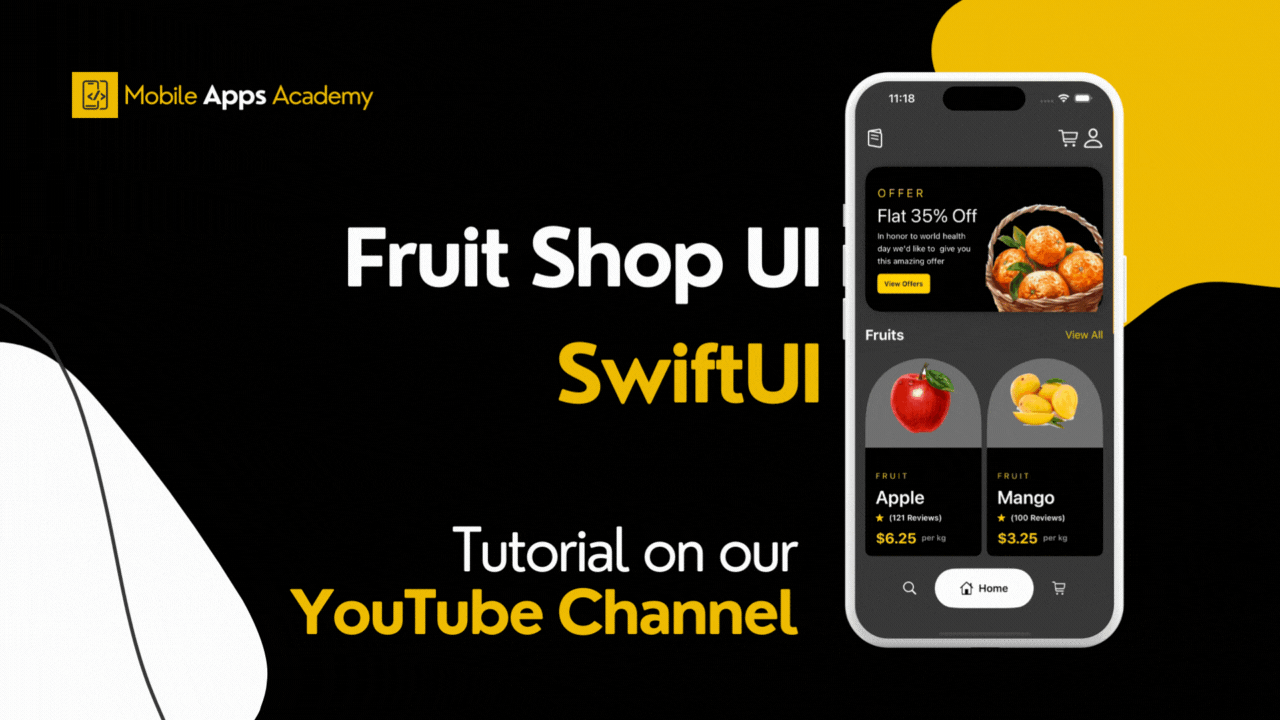 Mobile Apps Academy
Fruit Shop UI
SwiftUI
Tutorial on our
YouTube Channel
11:18
OFFER
Flat 35% Off
In honor to world health
day we'd like to give you
this amazing offer
View Offers
Fruits
View All
FRUIT
Apple
(121 Reviews)
$6.25 per kg
FRUIT
Mango
(100 Reviews)
$3.25 per kg
Home